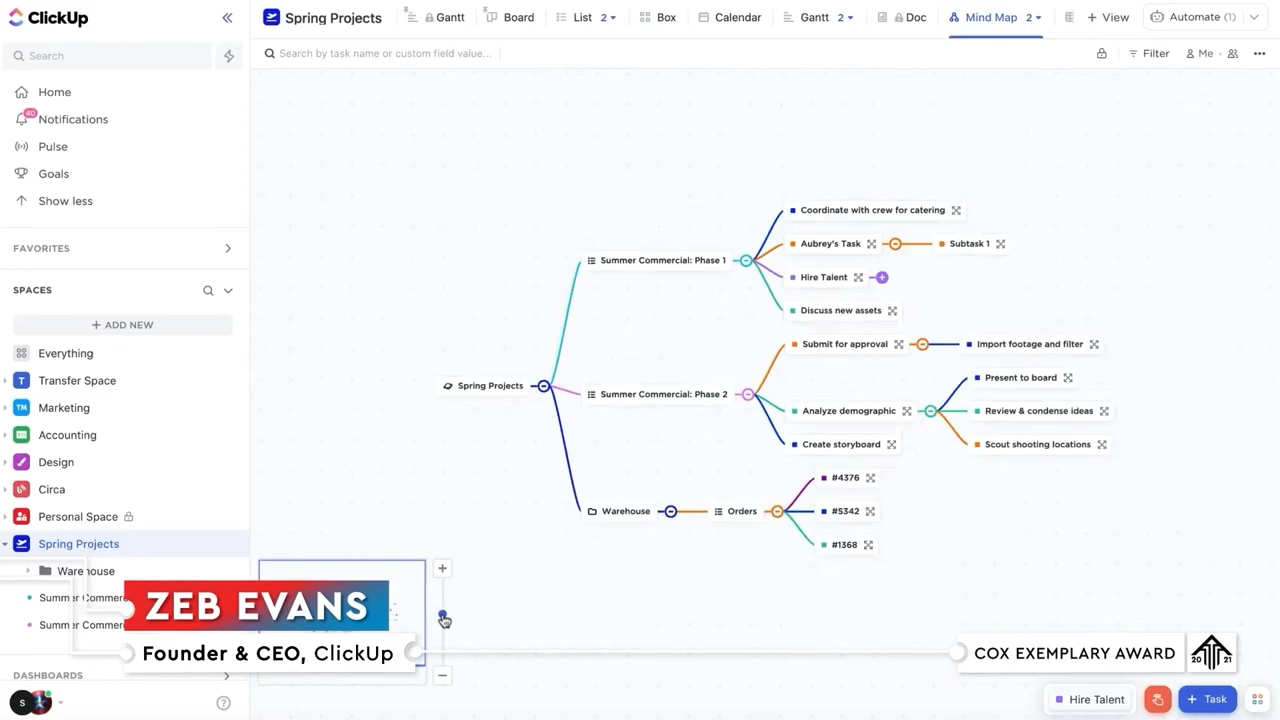 ClickUp
Spring Projects
Gantt
Board
List 2
Box
Calendar
Gantt 2
Doc
Mind Map 2
+ View
Automate (1)
Search
Search by task name or custom field value...
Filter
Me
Home
40
Notifications
Pulse
Goals
Show less
FAVORITES
SPACES
+ ADD NEW
Everything
T Transfer Space
TM Marketing
Accounting
Design
Circa
Personal Space
Spring Projects
Warehouse
Summer Commer
Summer Commer
DASHBOARDS
S
Spring Projects
Summer Commercial: Phase 1
Coordinate with crew for catering
Aubrey's Task
Subtask 1
Hire Talent
Discuss new assets
Summer Commercial: Phase 2
Submit for approval
Import footage and filter
Analyze demographic
Present to board
Review & condense ideas
Scout shooting locations
Create storyboard
Warehouse
Orders
#4376
#5342
#1368
ZEB EVANS
Founder & CEO, ClickUp
COX EXEMPLARY AWARD
20 21
Hire Talent
+ Task